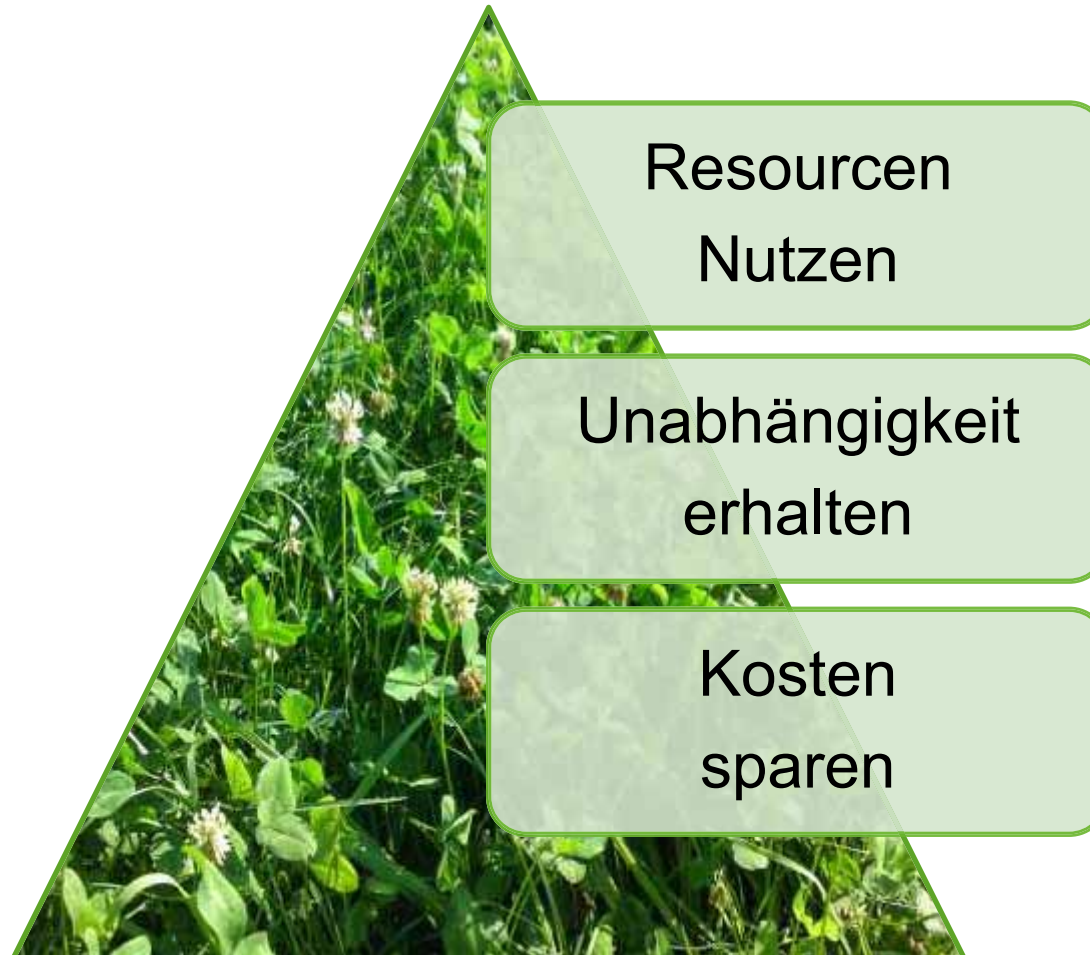 Resourcen
Nutzen
Unabhängigkeit
erhalten
Kosten
sparen